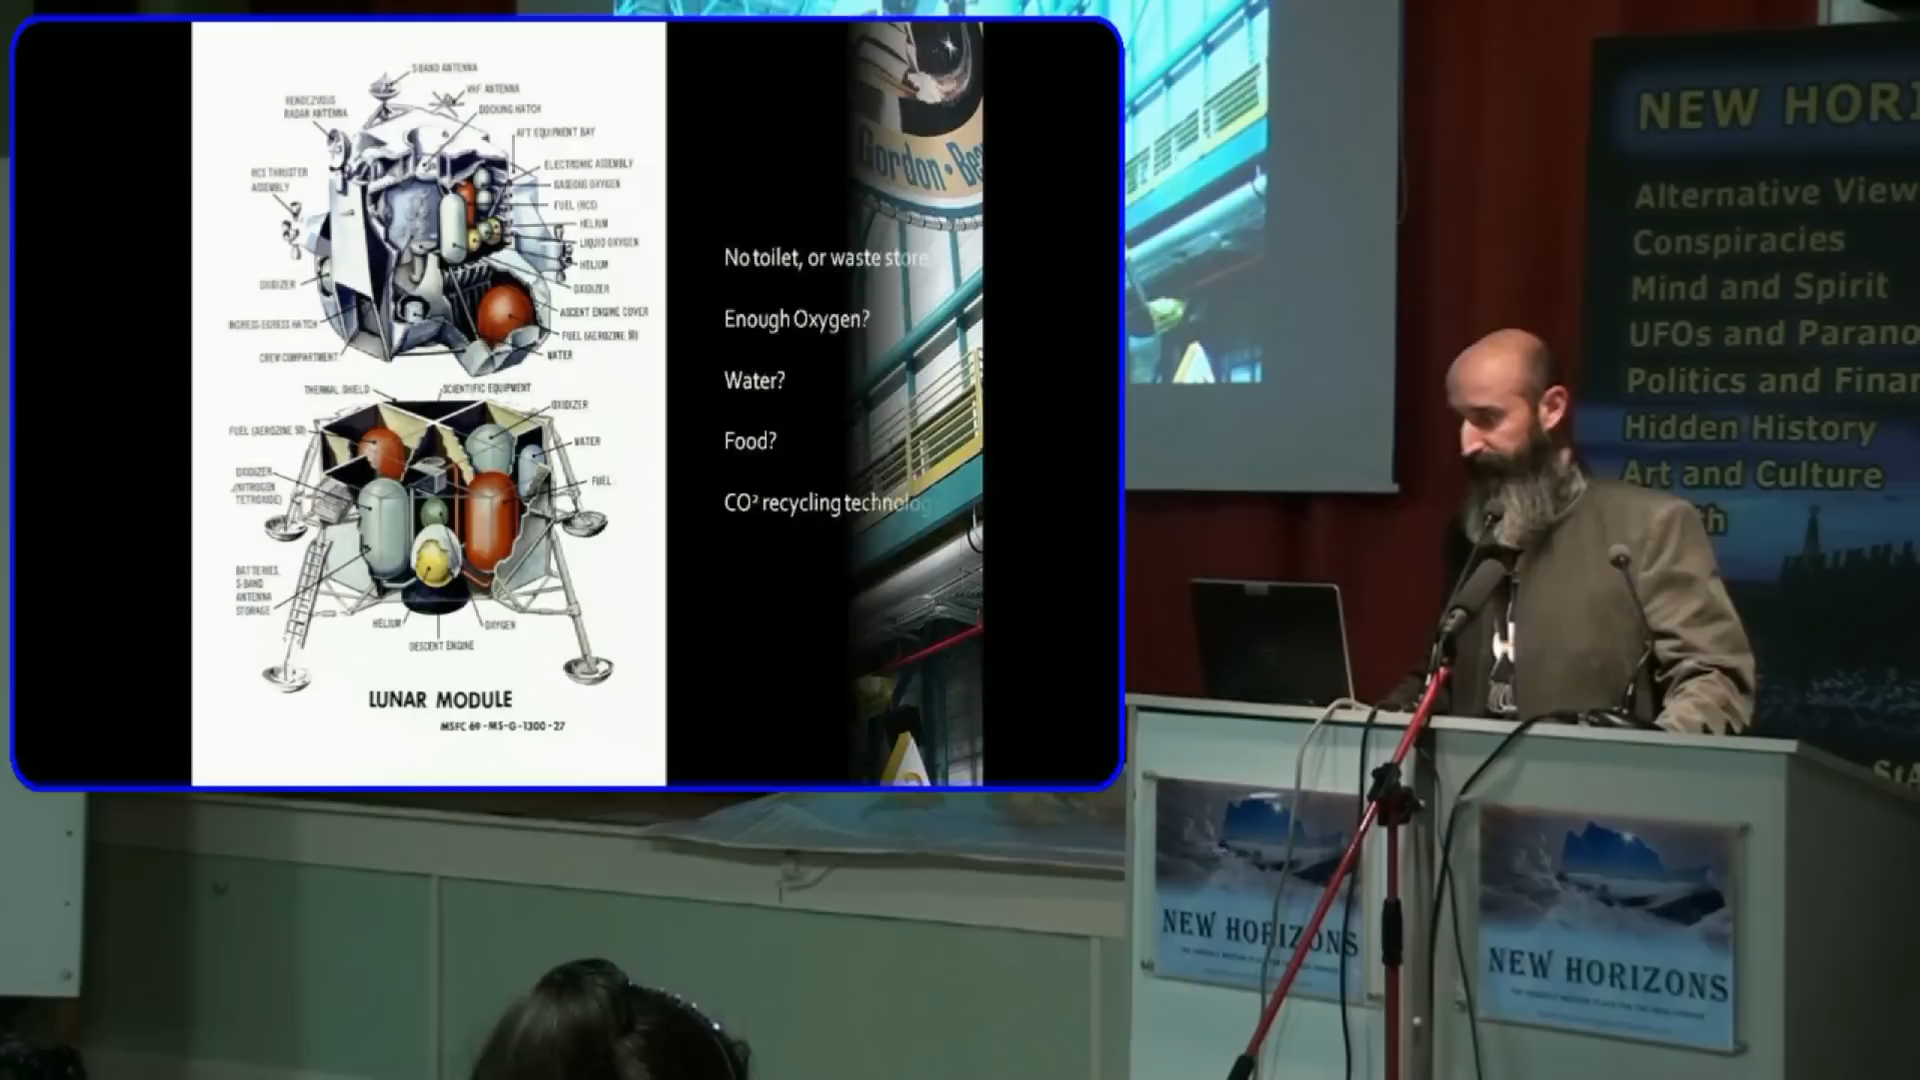 S-BAND ANTENNA
VHF ANTENNA
RENDEZVOUS
RADAR ANTENNA
DOCKING HATCH
AFT EQUIPMENT BAY
ELECTRONIC ASSEMBLY
RCS THRUSTER
ASSEMBLY
GASEOUS OXYGEN
FUEL (RCS)
HELIUM
LIQUID OXYGEN
HELIUM
OXIDIZER
OXIDIZER
ASCENT ENGINE COVER
INGRESS-EGRESS HATCH
FUEL (AEROZINE 50)
CREW COMPARTMENT
WATER
THERMAL SHIELD
SCIENTIFIC EQUIPMENT
OXIDIZER
FUEL (AEROZINE 50)
WATER
OXIDIZER
(NITROGEN
TETROXIDE)
FUEL
BATTERIES,
S-BAND
ANTENNA
STORAGE
HELIUM
OXYGEN
DESCENT ENGINE
LUNAR MODULE
MSFC 69-MS-G-1300-27
Gordon • Bea
No toilet, or waste store
Enough Oxygen?
Water?
Food?
CO² recycling technolog
NEW HORI
Alternative View
Conspiracies
Mind and Spirit
UFOs and Parano
Politics and Finan
Hidden History
Art and Culture
th
StA
NEW HORIZONS
NEW HORIZONS